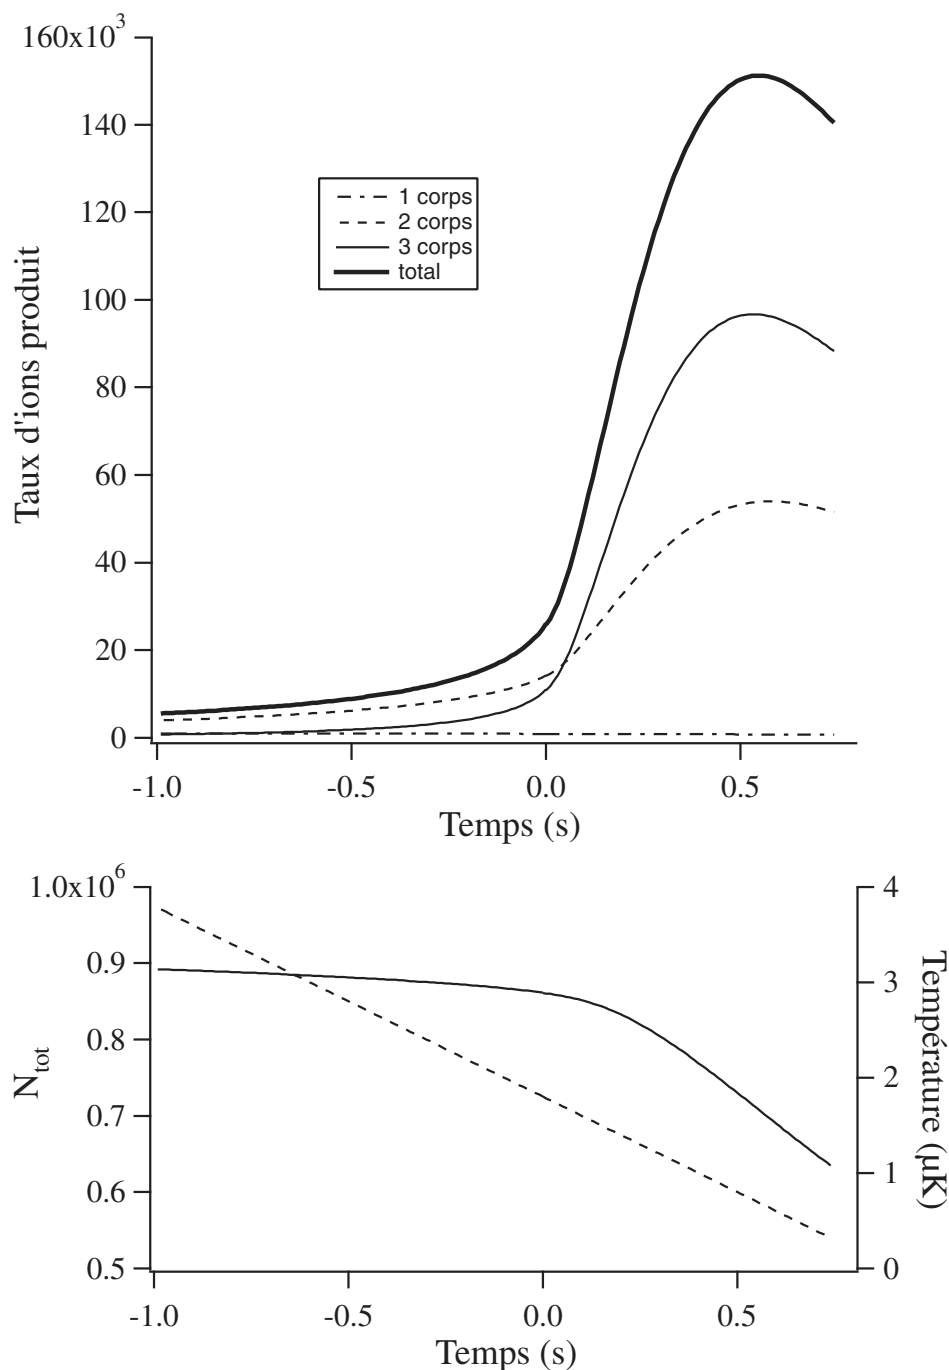 160x10³
140
120
100
80
60
40
20
0
Taux d'ions produit
1 corps
2 corps
3 corps
total
-1.0 -0.5 0.0 0.5
Temps (s)
1.0x10⁶
0.9
0.8
0.7
0.6
0.5
N_tot
4
3
2
1
0
Température (µK)
-1.0 -0.5 0.0 0.5
Temps (s)